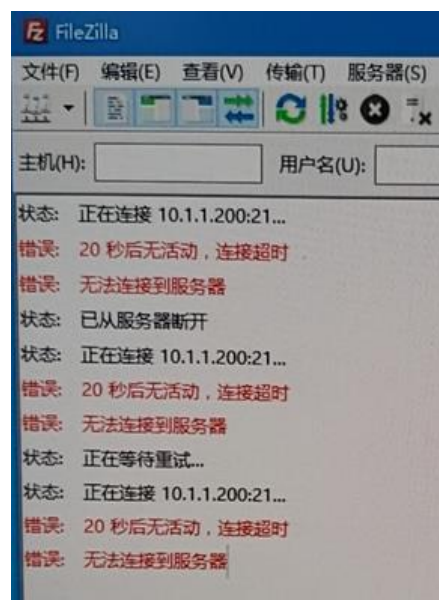 FileZilla
文件(F) 编辑(E) 查看(V) 传输(T) 服务器(S)
主机(H): 用户名(U):
状态: 正在连接 10.1.1.200:21...
错误: 20 秒后无活动，连接超时
错误: 无法连接到服务器
状态: 已从服务器断开
状态: 正在连接 10.1.1.200:21...
错误: 20 秒后无活动，连接超时
错误: 无法连接到服务器
状态: 正在等待重试...
状态: 正在连接 10.1.1.200:21...
错误: 20 秒后无活动，连接超时
错误: 无法连接到服务器